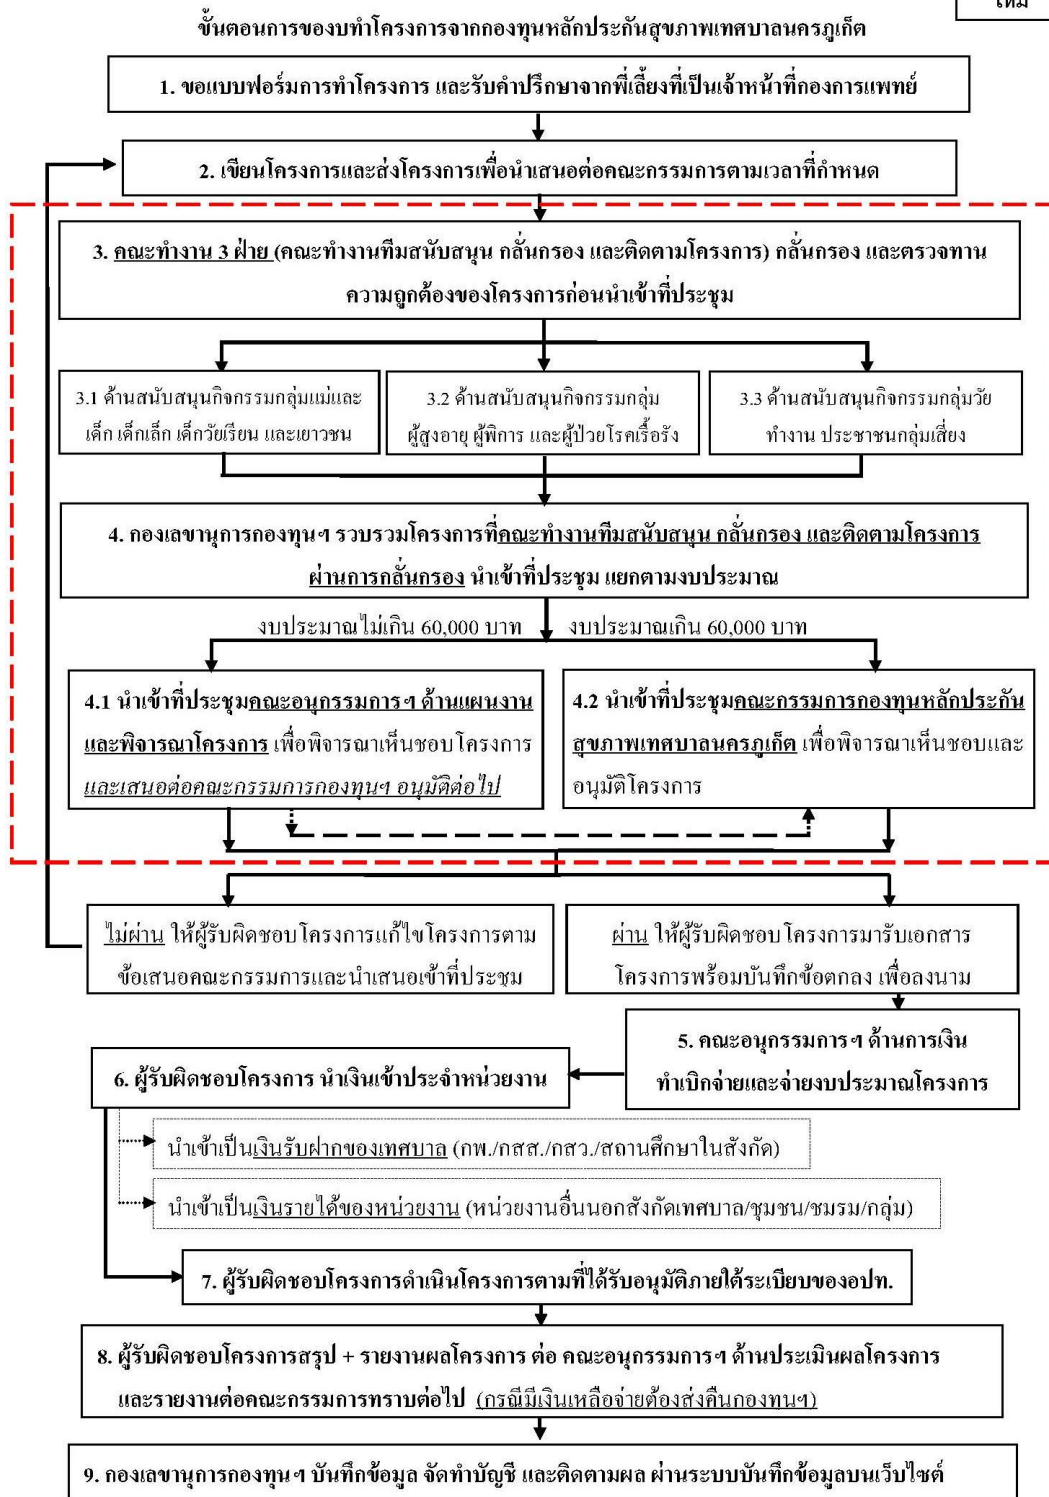 ใหม่
ขั้นตอนการของบทำโครงการจากกองทุนหลักประกันสุขภาพเทศบาลนครภูเก็ต
1. ขอแบบฟอร์มการทำโครงการ และรับคำปรึกษาจากพี่เลี้ยงที่เป็นเจ้าหน้าที่กองการแพทย์
2. เขียนโครงการและส่งโครงการเพื่อนำเสนอต่อคณะกรรมการตามเวลาที่กำหนด
3. คณะทำงาน 3 ฝ่าย (คณะทำงานทีมสนับสนุน กลั่นกรอง และติดตามโครงการ) กลั่นกรอง และตรวจทาน
ความถูกต้องของโครงการก่อนนำเข้าที่ประชุม
3.1 ด้านสนับสนุนกิจกรรมกลุ่มแม่และ
เด็ก เด็กเล็ก เด็กวัยเรียน และเยาวชน
3.2 ด้านสนับสนุนกิจกรรมกลุ่ม
ผู้สูงอายุ ผู้พิการ และผู้ป่วยโรคเรื้อรัง
3.3 ด้านสนับสนุนกิจกรรมกลุ่มวัย
ทำงาน ประชาชนกลุ่มเสี่ยง
4. กองเลขานุการกองทุนฯ รวบรวมโครงการที่คณะทำงานทีมสนับสนุน กลั่นกรอง และติดตามโครงการ
ผ่านการกลั่นกรอง นำเข้าที่ประชุม แยกตามงบประมาณ
งบประมาณไม่เกิน 60,000 บาท
งบประมาณเกิน 60,000 บาท
4.1 นำเข้าที่ประชุมคณะอนุกรรมการฯ ด้านแผนงาน
และพิจารณาโครงการ เพื่อพิจารณาเห็นชอบโครงการ
และเสนอต่อคณะกรรมการกองทุนฯ อนุมัติต่อไป
4.2 นำเข้าที่ประชุมคณะกรรมการกองทุนหลักประกัน
สุขภาพเทศบาลนครภูเก็ต เพื่อพิจารณาเห็นชอบและ
อนุมัติโครงการ
ไม่ผ่าน ให้ผู้รับผิดชอบโครงการแก้ไขโครงการตาม
ข้อเสนอคณะกรรมการและนำเสนอเข้าที่ประชุม
ผ่าน ให้ผู้รับผิดชอบโครงการมารับเอกสาร
โครงการพร้อมบันทึกข้อตกลง เพื่อลงนาม
5. คณะอนุกรรมการฯ ด้านการเงิน
ทำเบิกจ่ายและจ่ายงบประมาณโครงการ
6. ผู้รับผิดชอบโครงการ นำเงินเข้าประจำหน่วยงาน
นำเข้าเป็นเงินรับฝากของเทศบาล (กพ./กสส./กสว./สถานศึกษาในสังกัด)
นำเข้าเป็นเงินรายได้ของหน่วยงาน (หน่วยงานอื่นนอกสังกัดเทศบาล/ชุมชน/ชมรม/กลุ่ม)
7. ผู้รับผิดชอบโครงการดำเนินโครงการตามที่ได้รับอนุมัติภายใต้ระเบียบของอปท.
8. ผู้รับผิดชอบโครงการสรุป + รายงานผลโครงการ ต่อ คณะอนุกรรมการฯ ด้านประเมินผลโครงการ
และรายงานต่อคณะกรรมการทราบต่อไป (กรณีมีเงินเหลือจ่ายต้องส่งคืนกองทุนฯ)
9. กองเลขานุการกองทุนฯ บันทึกข้อมูล จัดทำบัญชี และติดตามผล ผ่านระบบบันทึกข้อมูลบนเว็บไซต์